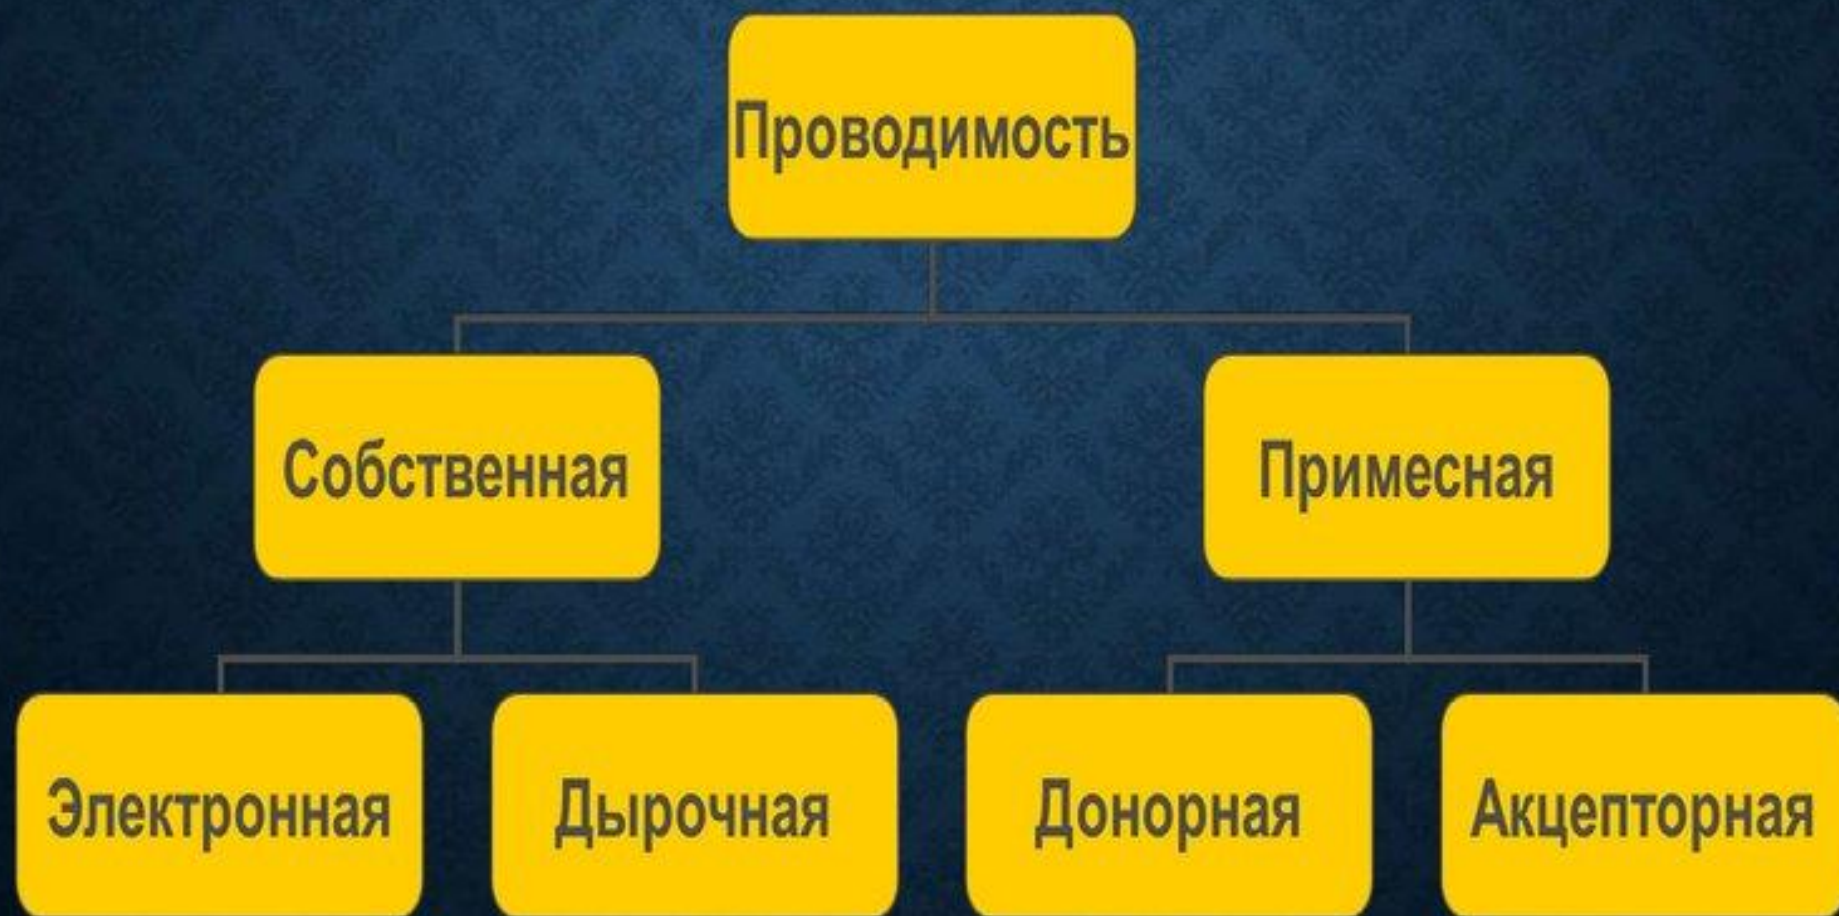 Проводимость
Собственная
Примесная
Электронная
Дырочная
Донорная
Акцепторная